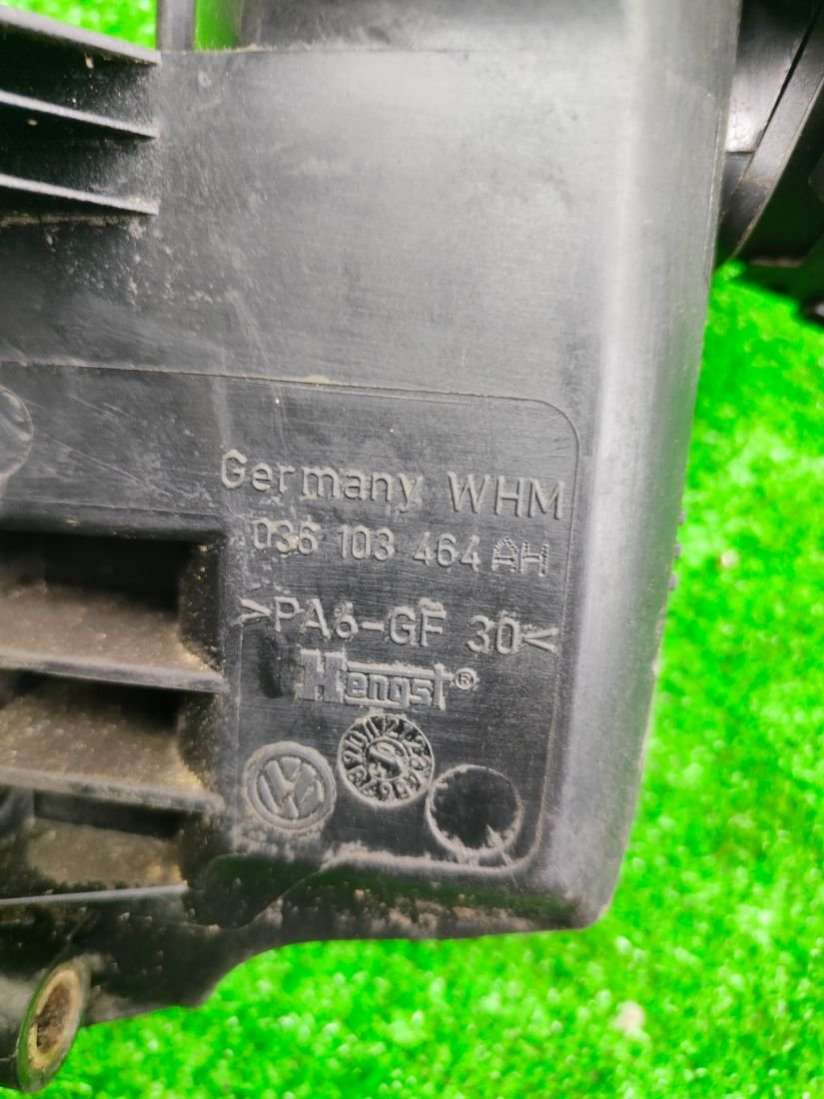 Germany WHM
036 103 464 AH
>PA6-GF 30<
Hengst®